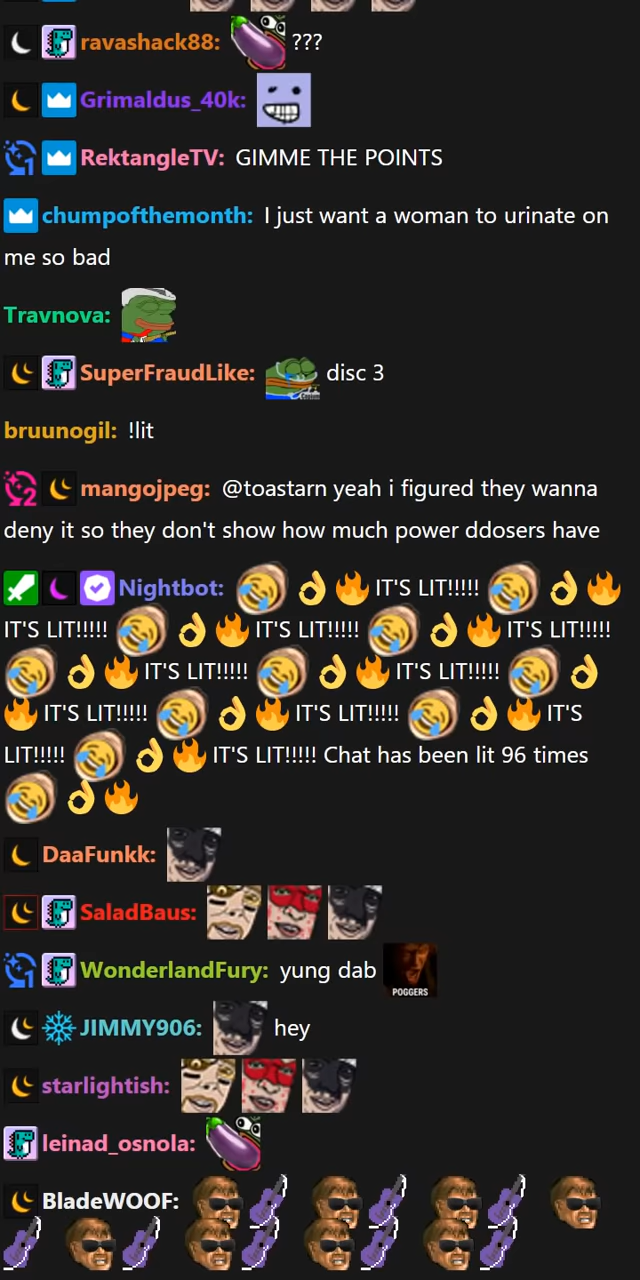 ravashack88: ???
Grimaldus_40k:
RektangleTV: GIMME THE POINTS
chumpofthemonth: I just want a woman to urinate on
me so bad
Travnova:
SuperFraudLike: disc 3
bruunogil: !lit
mangojpeg: @toastarn yeah i figured they wanna
deny it so they don't show how much power ddosers have
Nightbot: 👌🔥 IT'S LIT!!!!! 👌🔥
IT'S LIT!!!!! 👌🔥 IT'S LIT!!!!! 👌🔥 IT'S LIT!!!!!
👌🔥 IT'S LIT!!!!! 👌🔥 IT'S LIT!!!!! 👌
🔥 IT'S LIT!!!!! 👌🔥 IT'S LIT!!!!! 👌🔥 IT'S
LIT!!!!! 👌🔥 IT'S LIT!!!!! Chat has been lit 96 times
👌🔥
DaaFunkk:
SaladBaus:
WonderlandFury: yung dab POGGERS
JIMMY906: hey
starlightish:
leinad_osnola:
BladeWOOF: